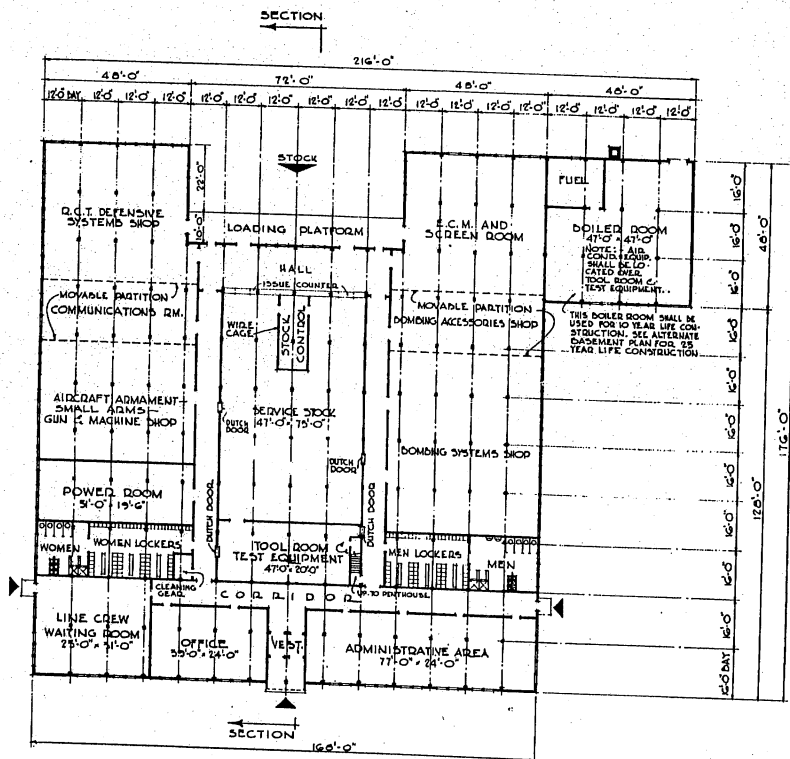 SECTION
216'-0"
48'-0" 72'-0" 48'-0" 48'-0"
12'-0" BAY 12'-0" 12'-0" 12'-0" 12'-0" 12'-0" 12'-0" 12'-0" 12'-0" 12'-0" 12'-0" 12'-0" 12'-0" 12'-0" 12'-0" 12'-0" 12'-0" 12'-0"
STOCK
22'-0"
10'-0"
R.C.T. DEFENSIVE
SYSTEMS SHOP
LOADING PLATFORM
E.C.M. AND
SCREEN ROOM
FUEL
BOILER ROOM
47'-0" x 47'-0"
NOTE:- AIR
COND. EQUIP.
SHALL BE LO-
CATED OVER
TOOL ROOM &
TEST EQUIPMENT.
HALL
ISSUE COUNTER
MOVABLE PARTITION
COMMUNICATIONS RM.
WIRE
CAGE
STOCK
CONTROL
MOVABLE PARTITION
BOMBING ACCESSORIES SHOP
THIS BOILER ROOM SHALL BE
USED FOR 10 YEAR LIFE CON-
STRUCTION. SEE ALTERNATE
BASEMENT PLAN FOR 25
YEAR LIFE CONSTRUCTION
AIRCRAFT ARMAMENT-
SMALL ARMS-
GUN & MACHINE SHOP
SERVICE STOCK
47'-0" x 75'-0"
DUTCH
DOOR
DUTCH
DOOR
BOMBING SYSTEMS SHOP
POWER ROOM
51'-0" x 19'-6"
DUTCH DOOR
DUTCH DOOR
WOMEN
WOMEN LOCKERS
TOOL ROOM &
TEST EQUIPMENT
47'-0" x 20'-0"
MEN LOCKERS
MEN
CLEANING
GEAR
CORRIDOR
UP-TO PENTHOUSE
LINE CREW
WAITING ROOM
OFFICE
VEST.
ADMINISTRATIVE AREA
77'-0" x 24'-0"
16'-0"
16'-0"
16'-0"
16'-0"
16'-0"
16'-0"
16'-0"
16'-0"
16'-0"
16'-0"
16'-0" BAY
48'-0"
128'-0"
176'-0"
SECTION
168'-0"